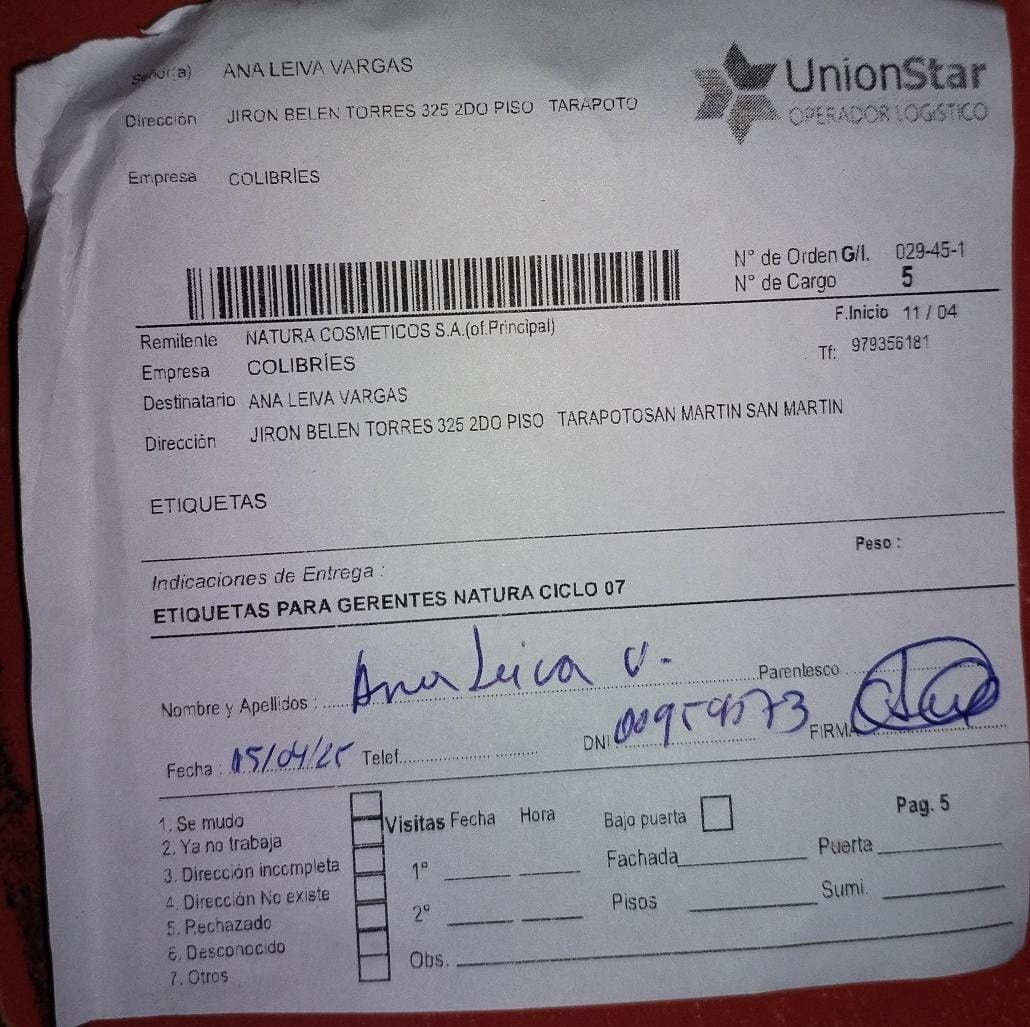 Señor(a) ANA LEIVA VARGAS
UnionStar
OPERADOR LOGISTICO
Dirección JIRON BELEN TORRES 325 2DO PISO TARAPOTO
Empresa COLIBRÍES
N° de Orden G/I. 029-45-1
N° de Cargo 5
F.Inicio 11 / 04
Remitente NATURA COSMETICOS S.A.(of.Principal)
Tf: 979356181
Empresa COLIBRÍES
Destinatario ANA LEIVA VARGAS
Dirección JIRON BELEN TORRES 325 2DO PISO TARAPOTOSAN MARTIN SAN MARTIN
ETIQUETAS
Peso :
Indicaciones de Entrega :
ETIQUETAS PARA GERENTES NATURA CICLO 07
Nombre y Apellidos : Ana Leiva V. Parentesco
Fecha : 15/04/25 Telef. DNI FIRMA
1. Se mudo
2. Ya no trabaja
3. Dirección incompleta
4. Dirección No existe
5. Rechazado
6. Desconocido
7. Otros
Visitas Fecha Hora
1º
2º
Obs.
Bajo puerta
Pag. 5
Fachada Puerta
Pisos Sumi.